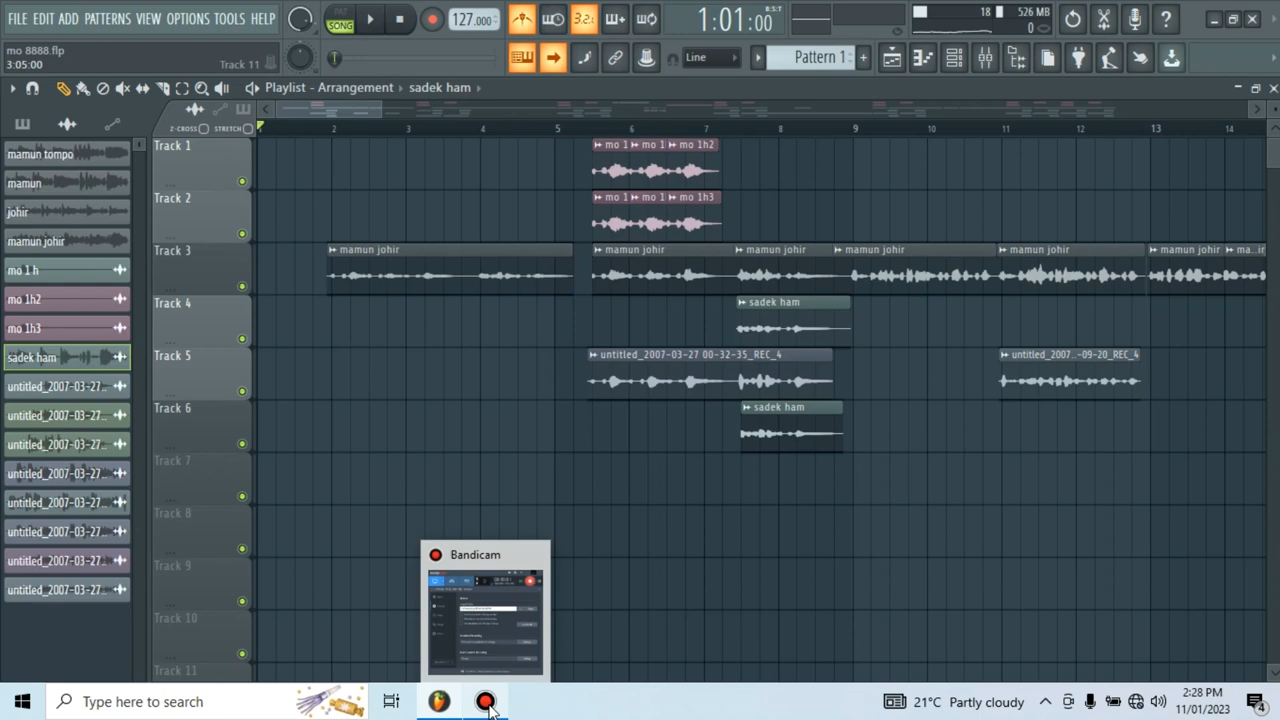 FILE EDIT ADD PATTERNS VIEW OPTIONS TOOLS HELP
SONG
127.000
3.2
1:01:00
B:S:T
18
526 MB
0
mo 8888.flp
3:05:00
Track 11
Line
Pattern 1
Playlist - Arrangement
sadek ham
Z-CROSS
STRETCH
2 3 4 5 6 7 8 9 10 11 12 13 14
mamun tompo
mamun
johir
mamun johir
mo 1 h
mo 1h2
mo 1h3
sadek ham
untitled_2007-03-27..
untitled_2007-03-27..
untitled_2007-03-27..
untitled_2007-03-27..
untitled_2007-03-27..
untitled_2007-03-27..
untitled_2007-03-27..
untitled_2007-03-27..
Track 1
mo 1 mo 1 mo 1h2
Track 2
mo 1 mo 1 mo 1h3
Track 3
mamun johir mamun johir mamun johir mamun johir mamun johir mamun johir ma..ir
Track 4
sadek ham
Track 5
untitled_2007-03-27 00-32-35_REC_4
untitled_2007..-09-20_REC_4
Track 6
sadek ham
Track 7
Track 8
Track 9
Track 10
Track 11
Bandicam
Type here to search
21°C Partly cloudy
:28 PM
11/01/2023
4